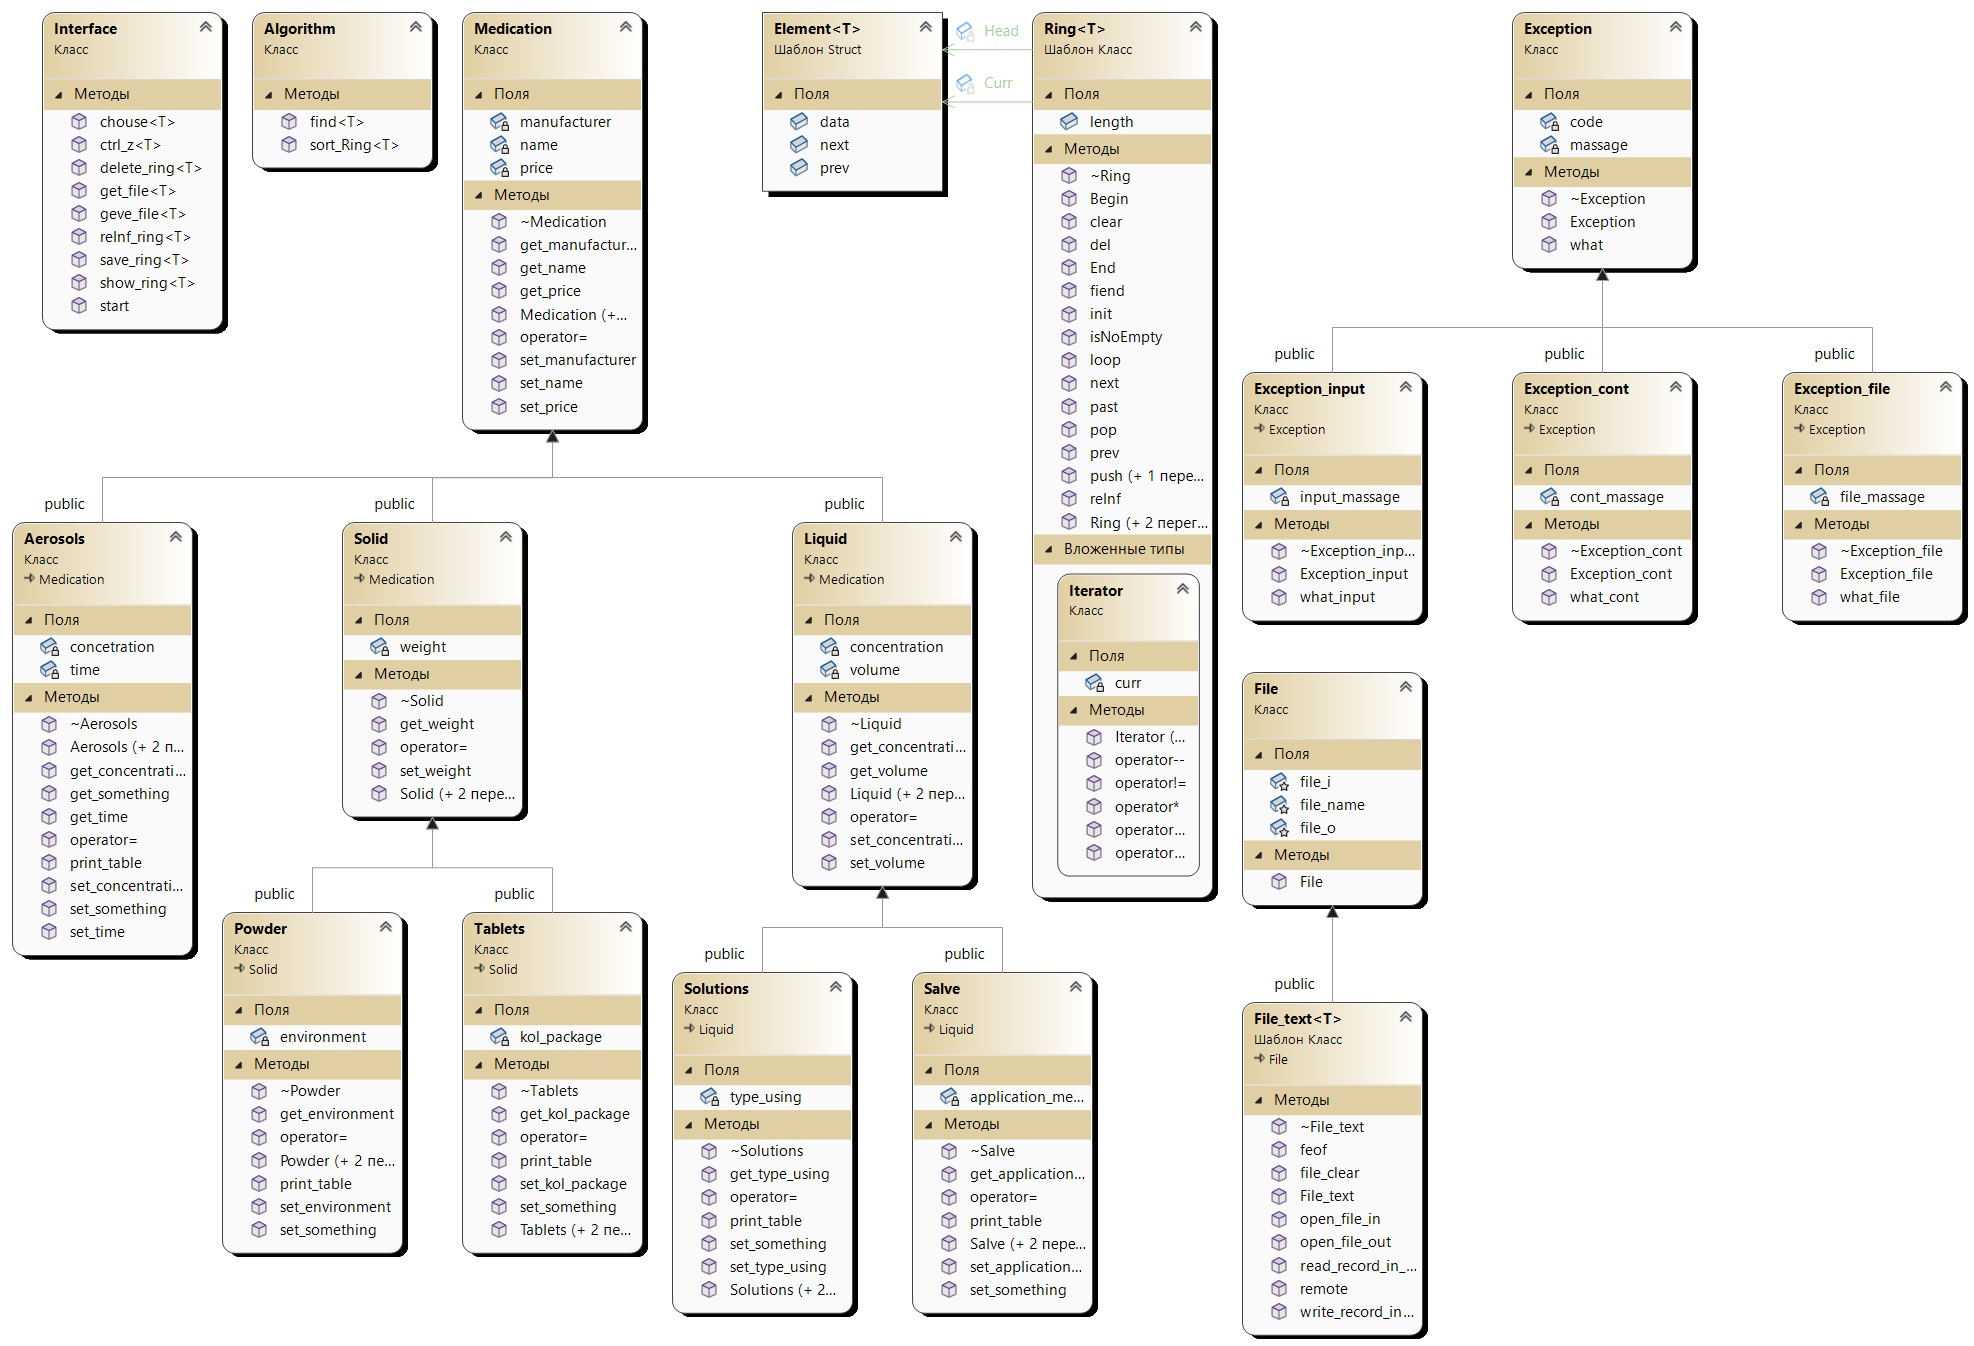 Interface
Класс
Методы
chouse<T>
ctrl_z<T>
delete_ring<T>
get_file<T>
geve_file<T>
reInf_ring<T>
save_ring<T>
show_ring<T>
start
Algorithm
Класс
Методы
find<T>
sort_Ring<T>
Medication
Класс
Поля
manufacturer
name
price
Методы
~Medication
get_manufactur...
get_name
get_price
Medication (+...
operator=
set_manufacturer
set_name
set_price
Element<T>
Шаблон Struct
Поля
data
next
prev
Head
Curr
Ring<T>
Шаблон Класс
Поля
length
Методы
~Ring
Begin
clear
del
End
fiend
init
isNoEmpty
loop
next
past
pop
prev
push (+ 1 пере...
reInf
Ring (+ 2 перег...
Вложенные типы
Iterator
Класс
Поля
curr
Методы
Iterator (...
operator--
operator!=
operator*
operator...
operator...
Exception
Класс
Поля
code
massage
Методы
~Exception
Exception
what
public
Exception_input
Класс
Exception
Поля
input_massage
Методы
~Exception_inp...
Exception_input
what_input
public
Exception_cont
Класс
Exception
Поля
cont_massage
Методы
~Exception_cont
Exception_cont
what_cont
public
Exception_file
Класс
Exception
Поля
file_massage
Методы
~Exception_file
Exception_file
what_file
public
Aerosols
Класс
Medication
Поля
concetration
time
Методы
~Aerosols
Aerosols (+ 2 п...
get_concentrati...
get_something
get_time
operator=
print_table
set_concentrati...
set_something
set_time
public
Solid
Класс
Medication
Поля
weight
Методы
~Solid
get_weight
operator=
set_weight
Solid (+ 2 пере...
public
Liquid
Класс
Medication
Поля
concentration
volume
Методы
~Liquid
get_concentrati...
get_volume
Liquid (+ 2 пер...
operator=
set_concentrati...
set_volume
public
Powder
Класс
Solid
Поля
environment
Методы
~Powder
get_environment
operator=
Powder (+ 2 пе...
print_table
set_environment
set_something
public
Tablets
Класс
Solid
Поля
kol_package
Методы
~Tablets
get_kol_package
operator=
print_table
set_kol_package
set_something
Tablets (+ 2 пе...
public
Solutions
Класс
Liquid
Поля
type_using
Методы
~Solutions
get_type_using
operator=
print_table
set_something
set_type_using
Solutions (+ 2...
public
Salve
Класс
Liquid
Поля
application_me...
Методы
~Salve
get_application...
operator=
print_table
Salve (+ 2 пере...
set_application...
set_something
File
Класс
Поля
file_i
file_name
file_o
Методы
File
public
File_text<T>
Шаблон Класс
File
Методы
~File_text
feof
file_clear
File_text
open_file_in
open_file_out
read_record_in_...
remote
write_record_in...